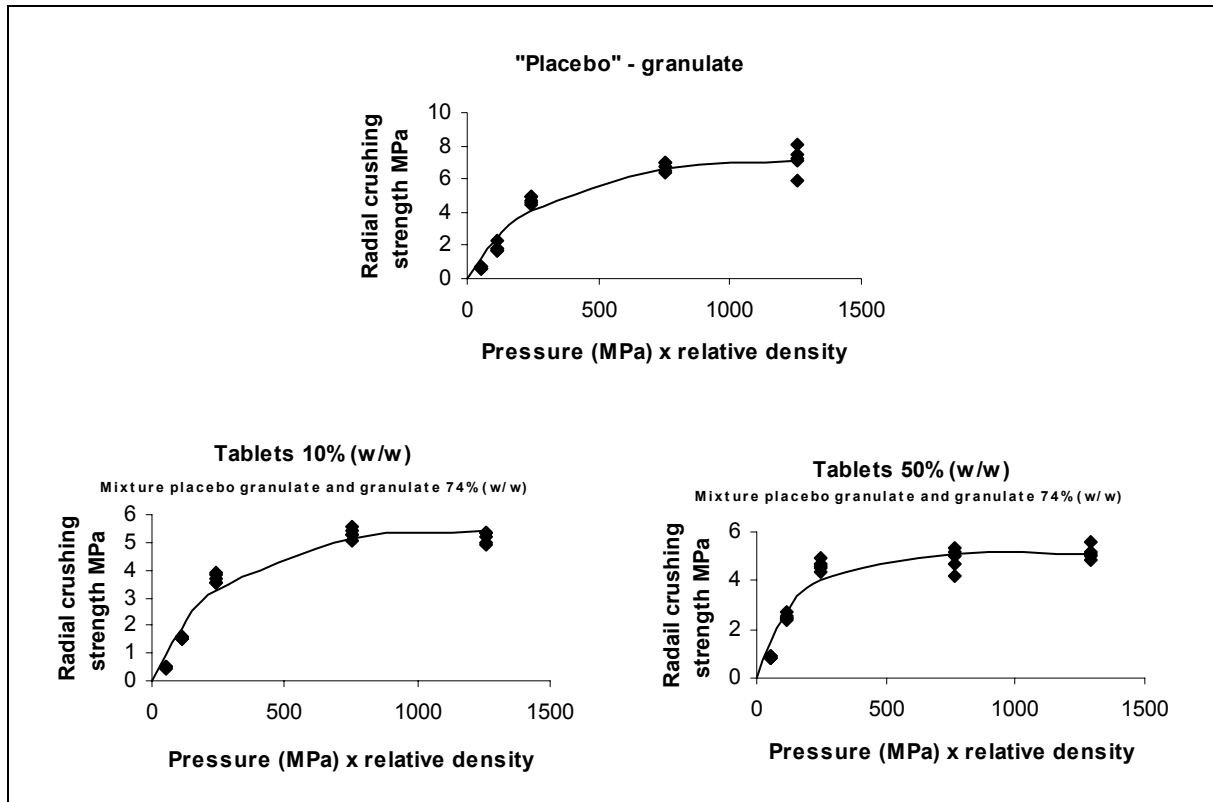 "Placebo" - granulate
Radial crushing
strength MPa
10
8
6
4
2
0
0 500 1000 1500
Pressure (MPa) x relative density
Tablets 10% (w/w)
Mixture placebo granulate and granulate 74% (w/w)
Radial crushing
strength MPa
6
5
4
3
2
1
0
0 500 1000 1500
Pressure (MPa) x relative density
Tablets 50% (w/w)
Mixture placebo granulate and granulate 74% (w/w)
Radail crushing
strength MPa
6
4
2
0
0 500 1000 1500
Pressure (MPa) x relative density